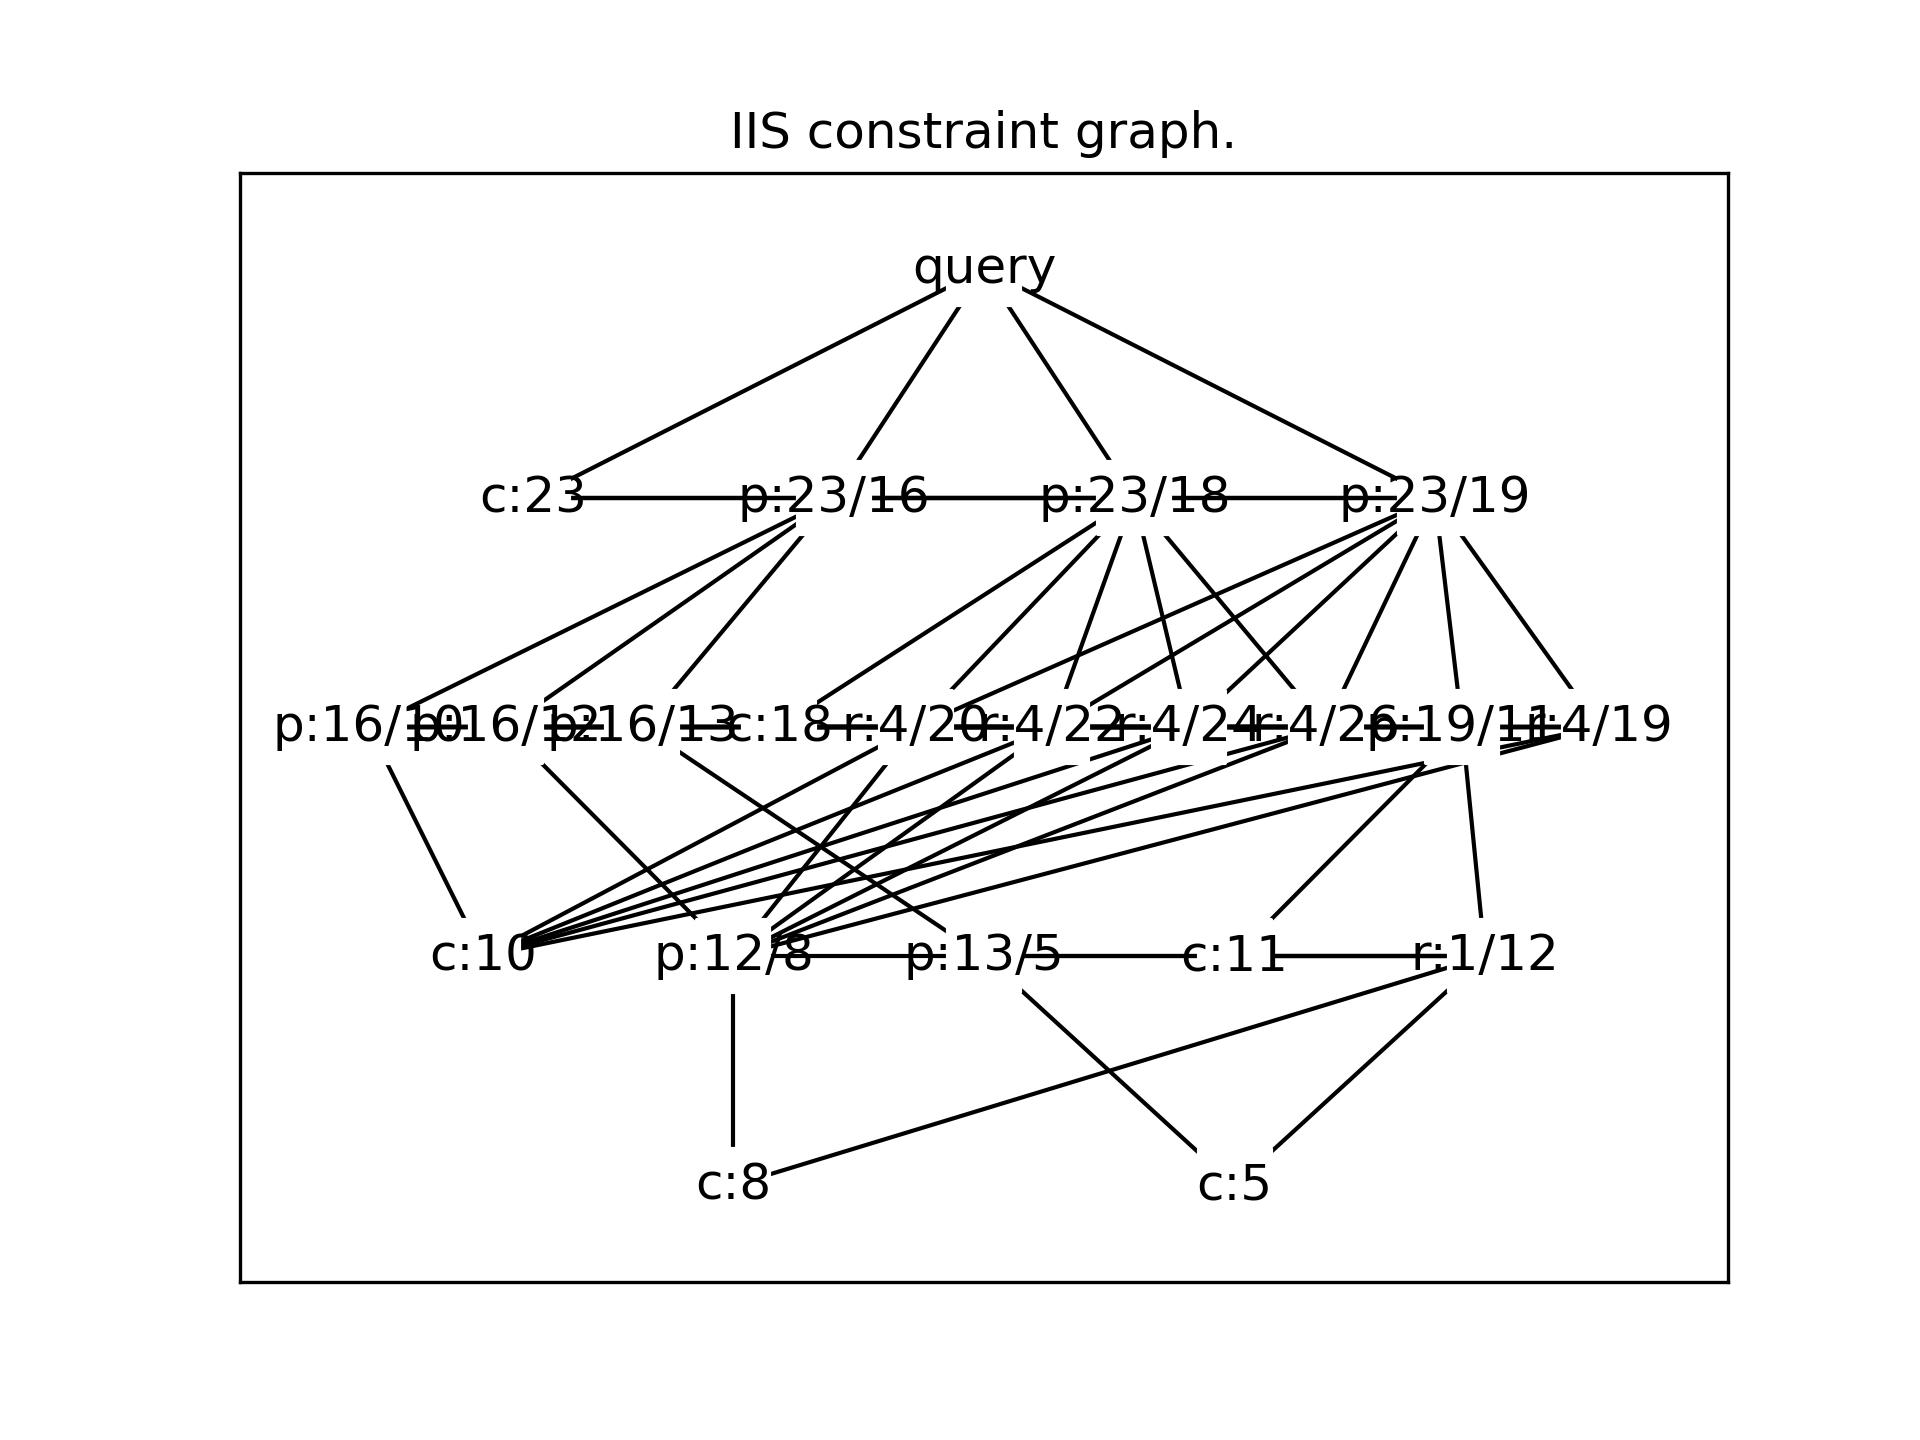 IIS constraint graph.
query
c:23 p:23/16 p:23/18 p:23/19
p:16/10 p:16/12 p:16/13 c:18 r:4/20 r:4/22 r:4/24 r:4/26 p:19/11 r:4/19
c:10 p:12/8 p:13/5 c:11 r:1/12
c:8 c:5